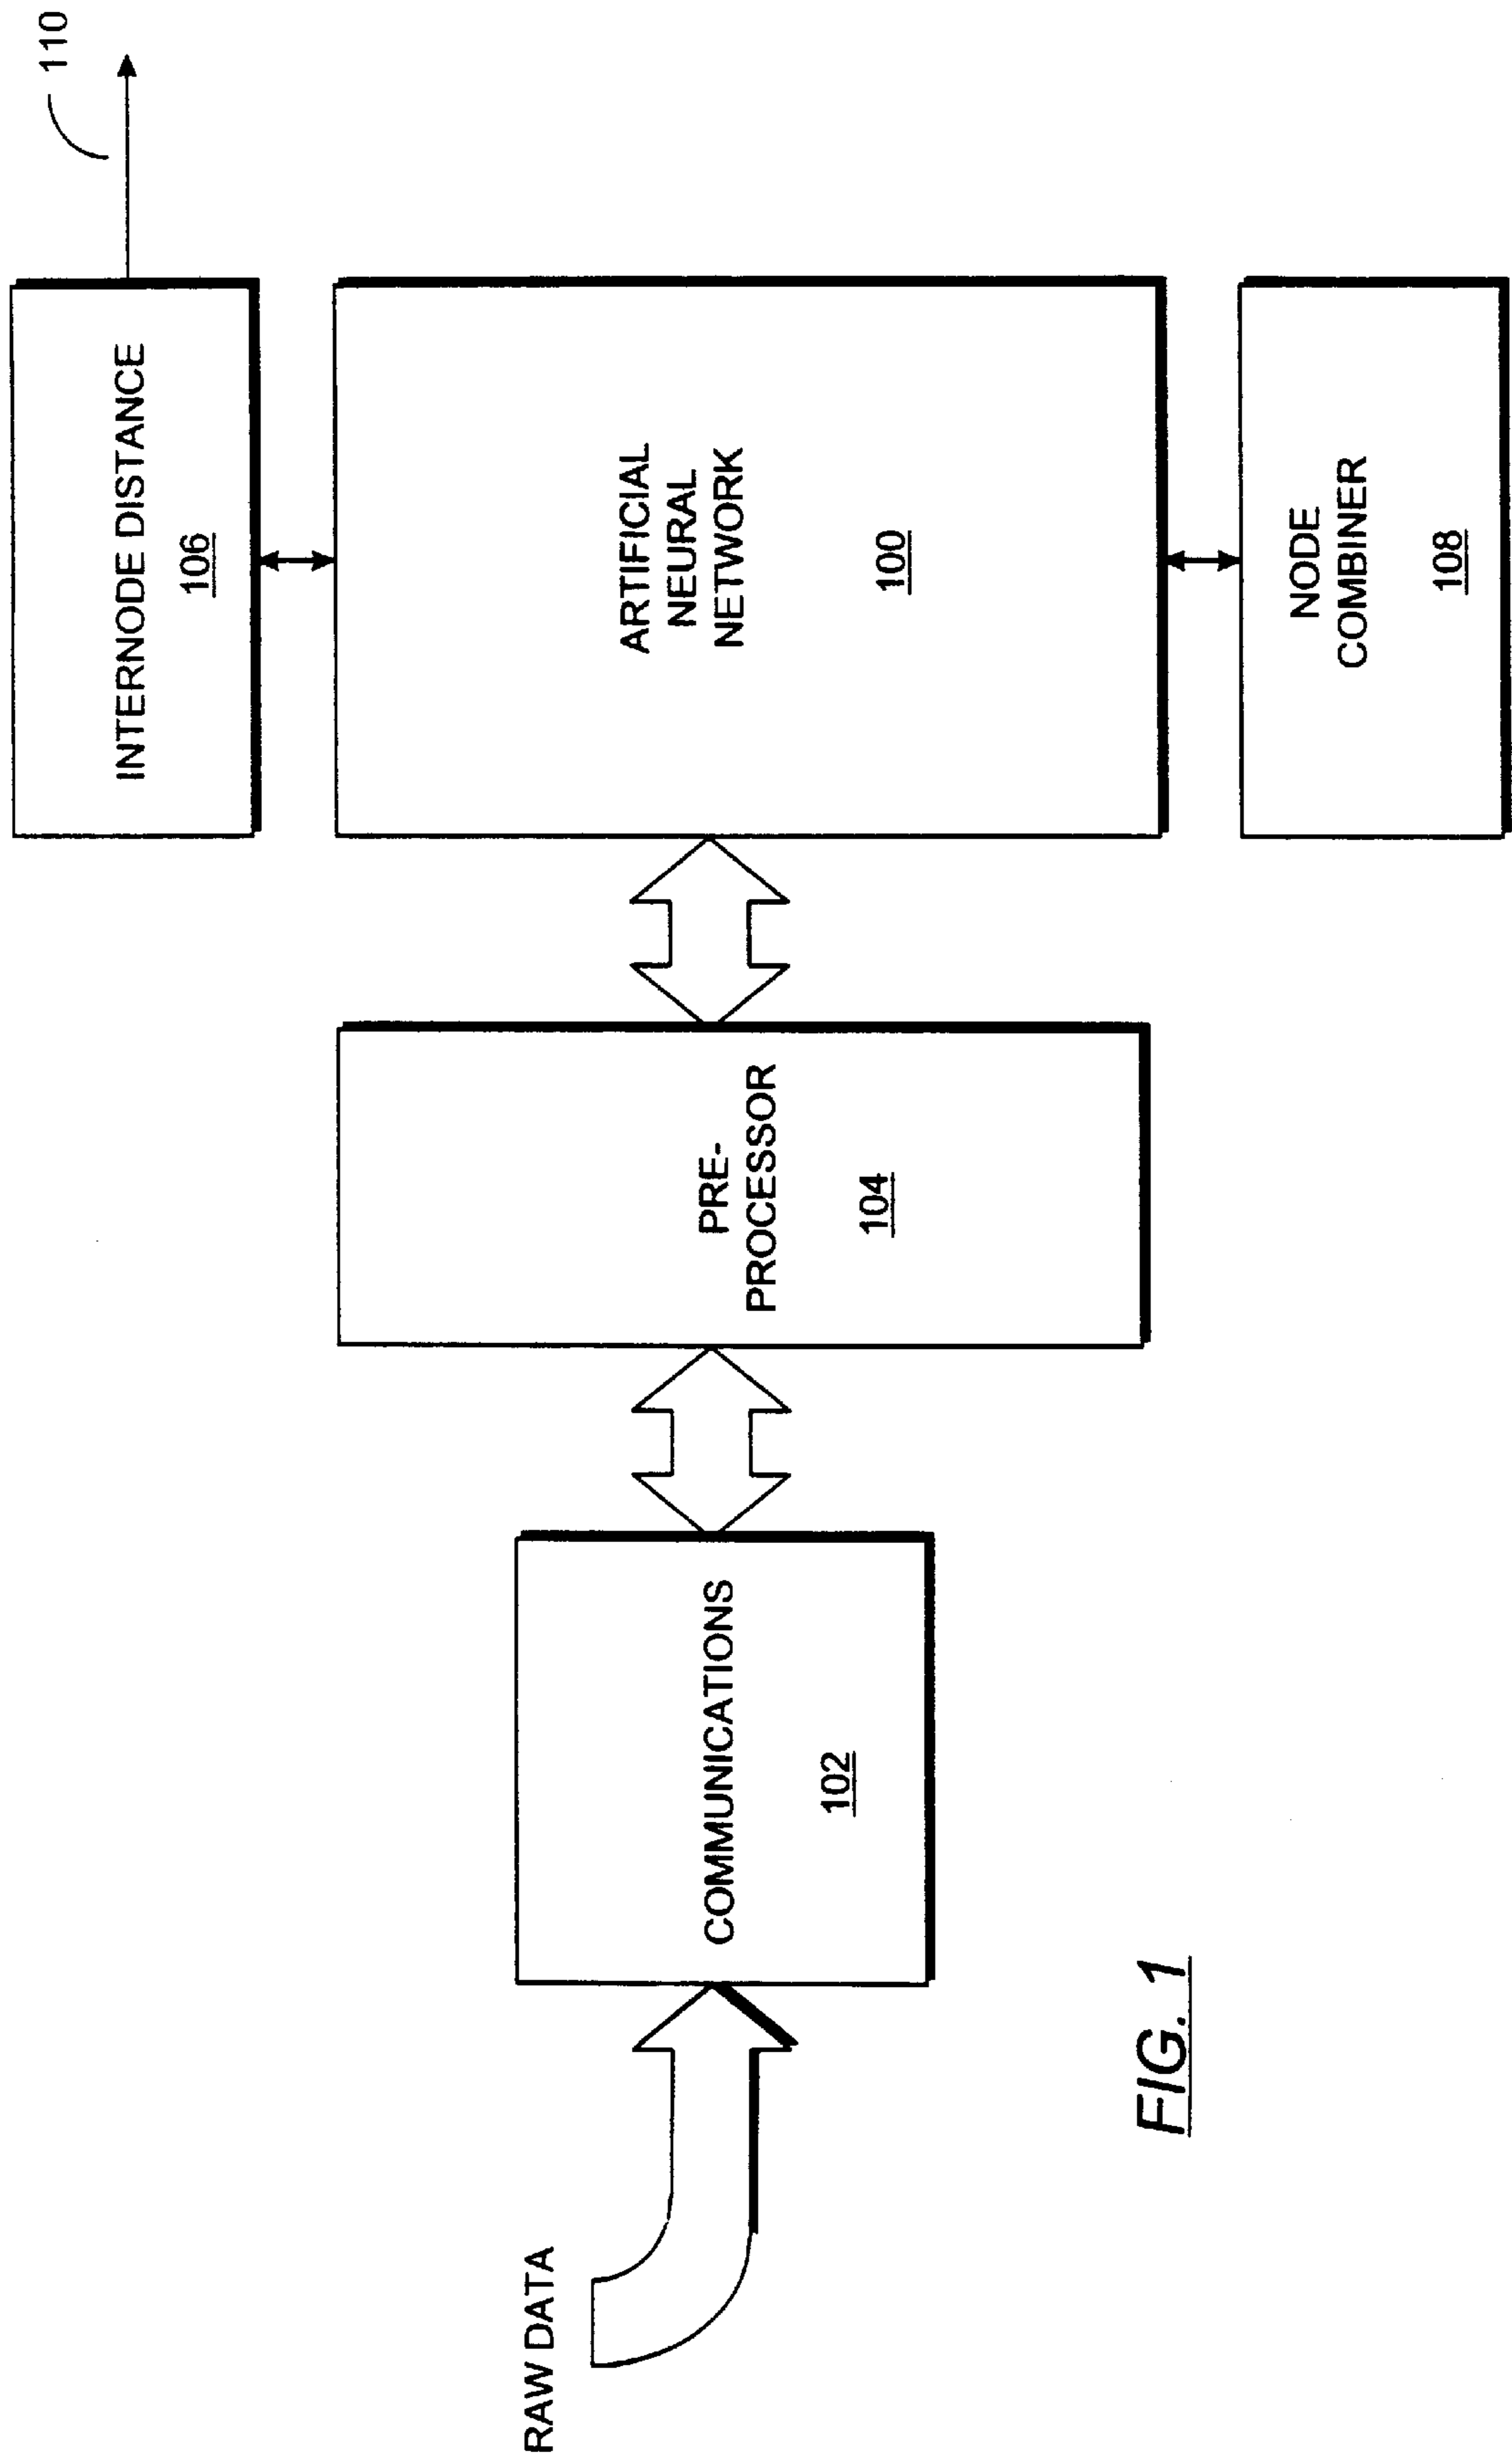 110
INTERNODE DISTANCE
106
ARTIFICIAL
NEURAL
NETWORK
100
NODE
COMBINER
108
PRE-
PROCESSOR
104
COMMUNICATIONS
102
RAW DATA
FIG. 1